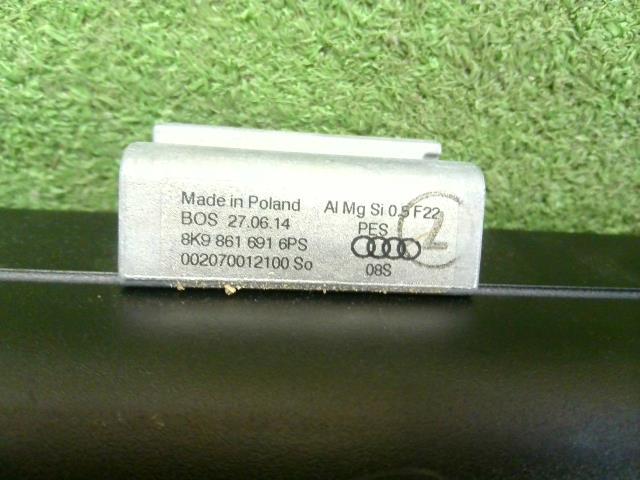 Made in Poland Al Mg Si 0.5 F22
BOS 27.06.14 PES
8K9 861 691 6PS
002070012100 So 08S
2